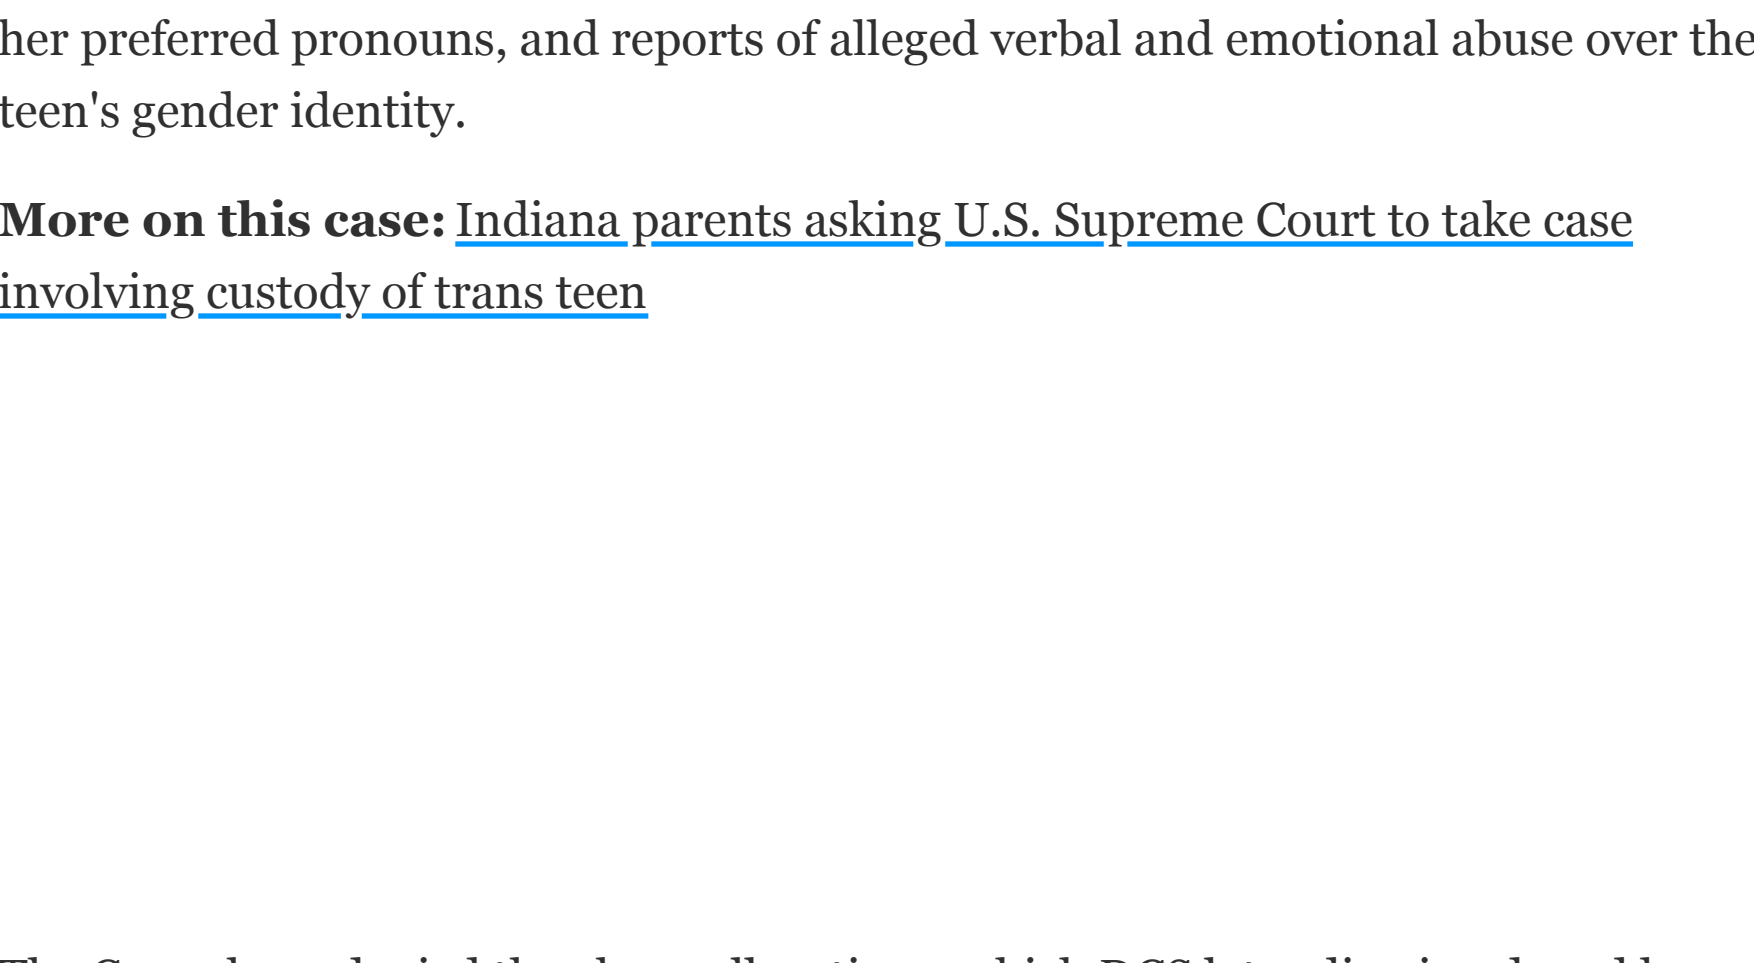 her preferred pronouns, and reports of alleged verbal and emotional abuse over the
teen's gender identity.
More on this case: Indiana parents asking U.S. Supreme Court to take case
involving custody of trans teen